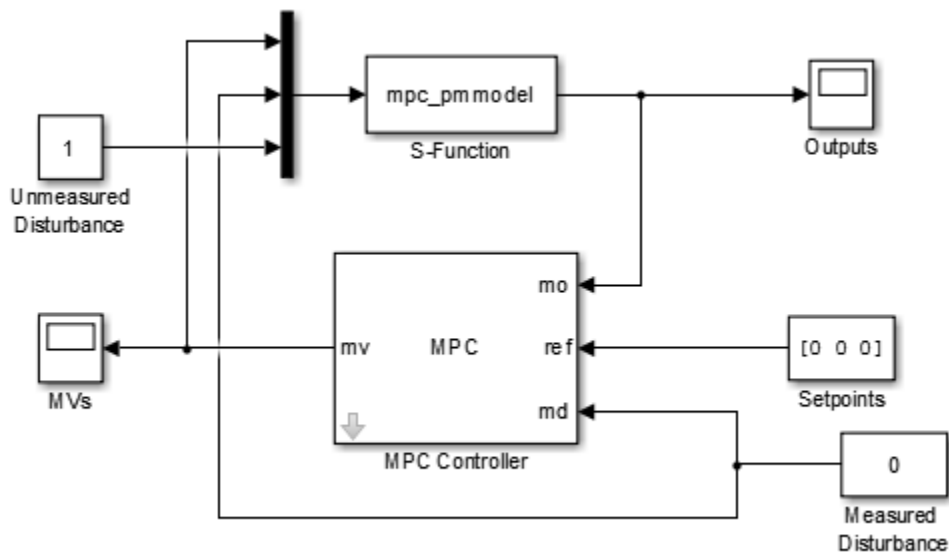 mpc_pmmodel
S-Function
Outputs
1
Unmeasured
Disturbance
mo
mv
MPC
ref
[0 0 0]
MVs
Setpoints
md
MPC Controller
0
Measured
Disturbance